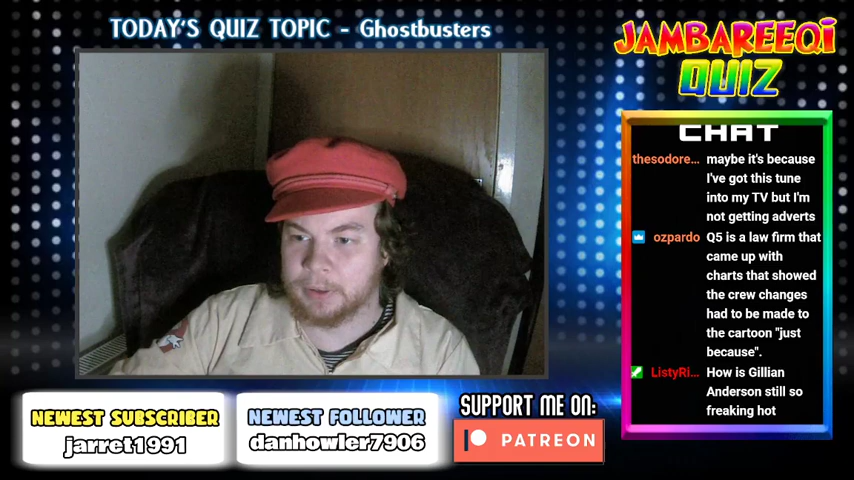 TODAY'S QUIZ TOPIC - Ghostbusters
JAMBAREEQi
QUIZ
CHAT
thesodore... maybe it's because
I've got this tune
into my TV but I'm
not getting adverts
ozpardo Q5 is a law firm that
came up with
charts that showed
the crew changes
had to be made to
the cartoon "just
because".
ListyRi... How is Gillian
Anderson still so
freaking hot
NEWEST SUBSCRIBER
jarret1991
NEWEST FOLLOWER
danhowler7906
SUPPORT ME ON:
PATREON